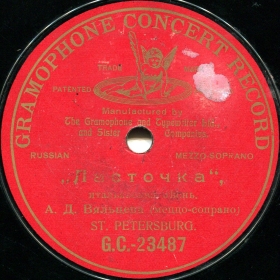 GRAMOPHONE CONCERT RECORD
TRADE MARK
PATENTED
Manufactured by
The Gramophone and Typewriter Ltd.
and Sister Companies.
RUSSIAN MEZZO-SOPRANO
„Ласточка“,
А. Д. Вяльцева (меццо-сопрано)
ST. PETERSBURG.
G.C.-23487